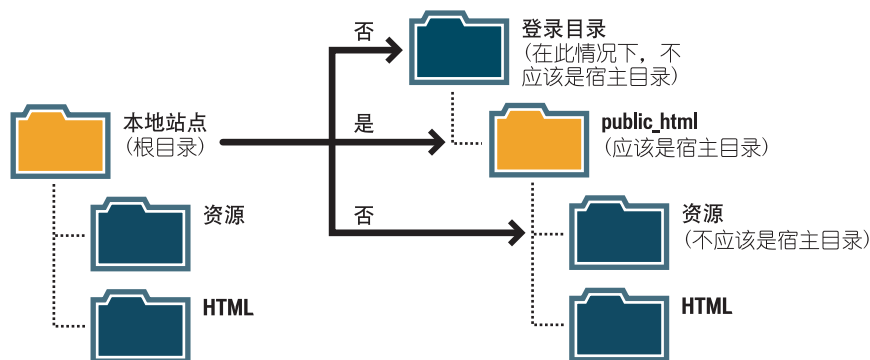 否
登录目录
(在此情况下，不
应该是宿主目录)
本地站点
(根目录)
是
public_html
(应该是宿主目录)
资源
否
资源
(不应该是宿主目录)
HTML
HTML